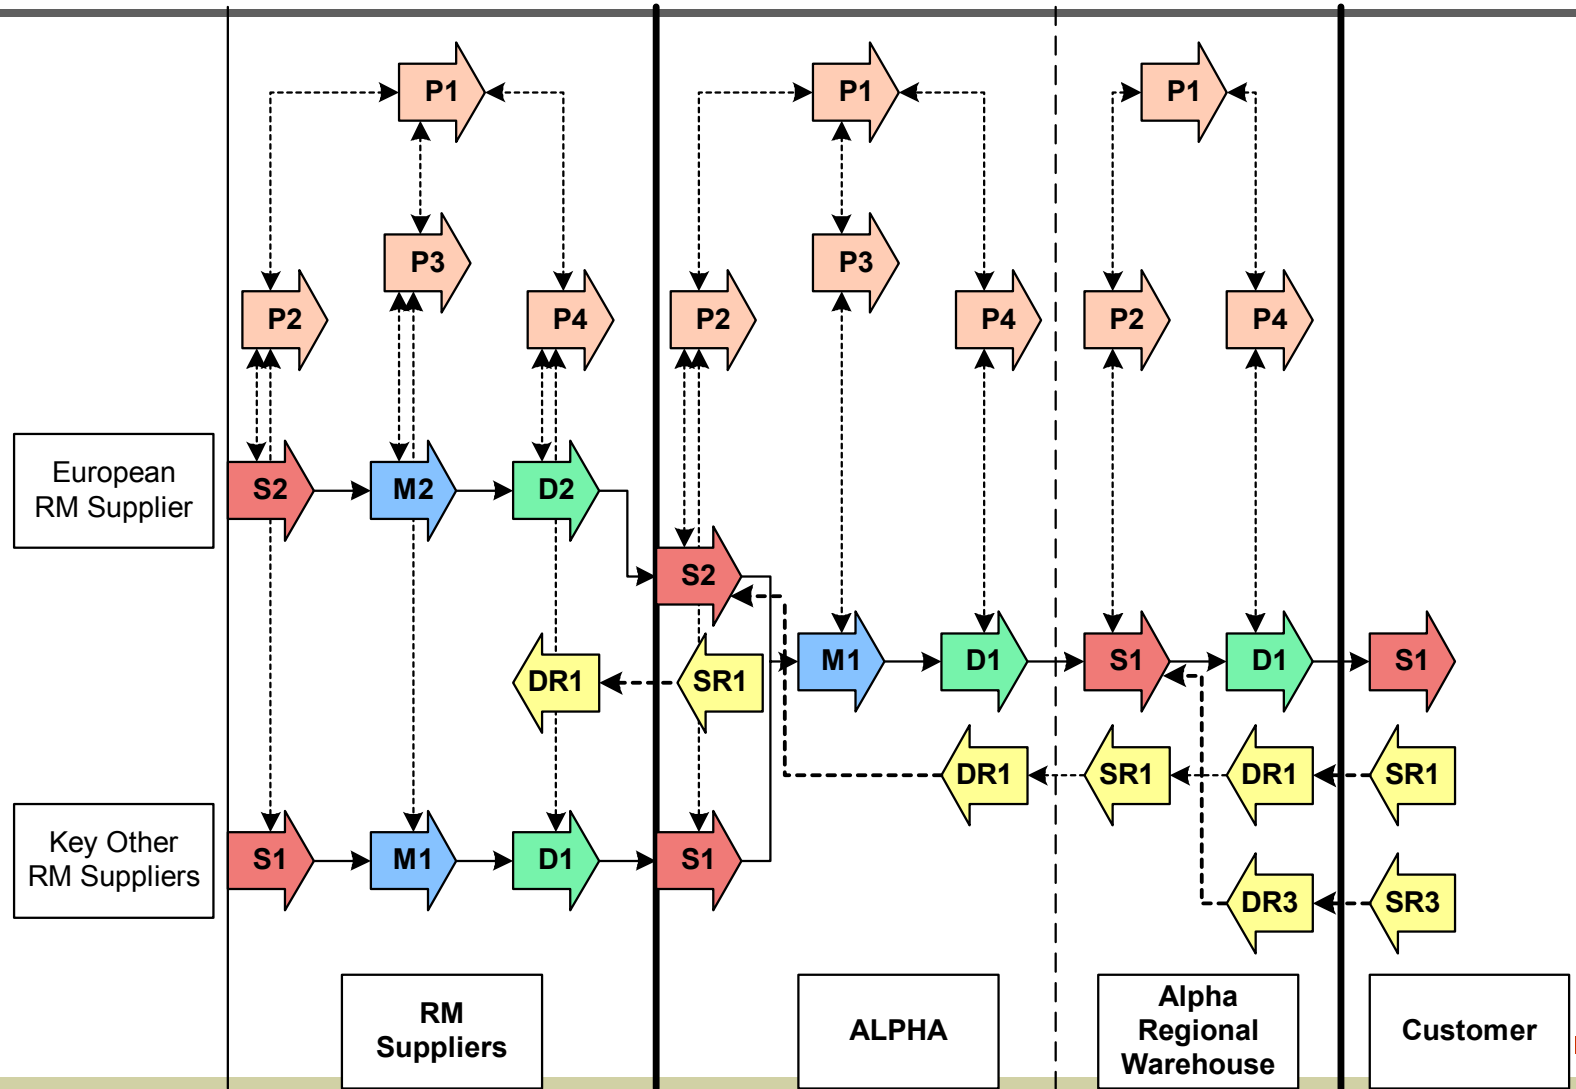 P1
P1
P1
P3
P3
P2
P4
P2
P4
P2
P4
European
RM Supplier
S2
M2
D2
S2
DR1
SR1
M1
D1
S1
D1
S1
DR1
SR1
DR1
SR1
Key Other
RM Suppliers
S1
M1
D1
S1
DR3
SR3
RM
Suppliers
ALPHA
Alpha
Regional
Warehouse
Customer